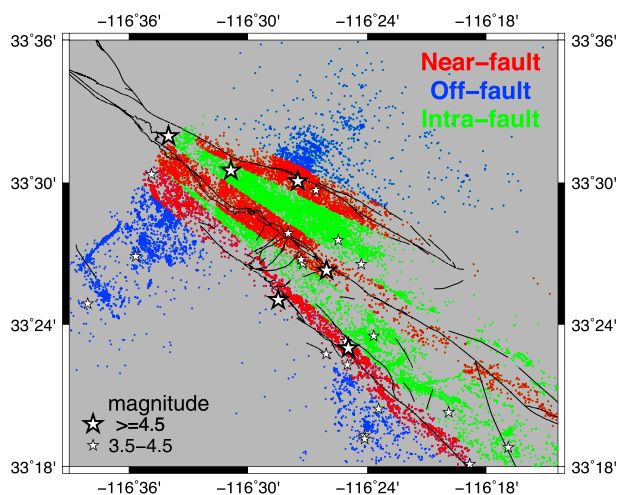 −116˚36' −116˚30' −116˚24' −116˚18'
33˚36' 33˚36'
Near−fault
Off−fault
Intra−fault
33˚30' 33˚30'
33˚24' 33˚24'
magnitude
>=4.5
3.5−4.5
33˚18' 33˚18'
−116˚36' −116˚30' −116˚24' −116˚18'